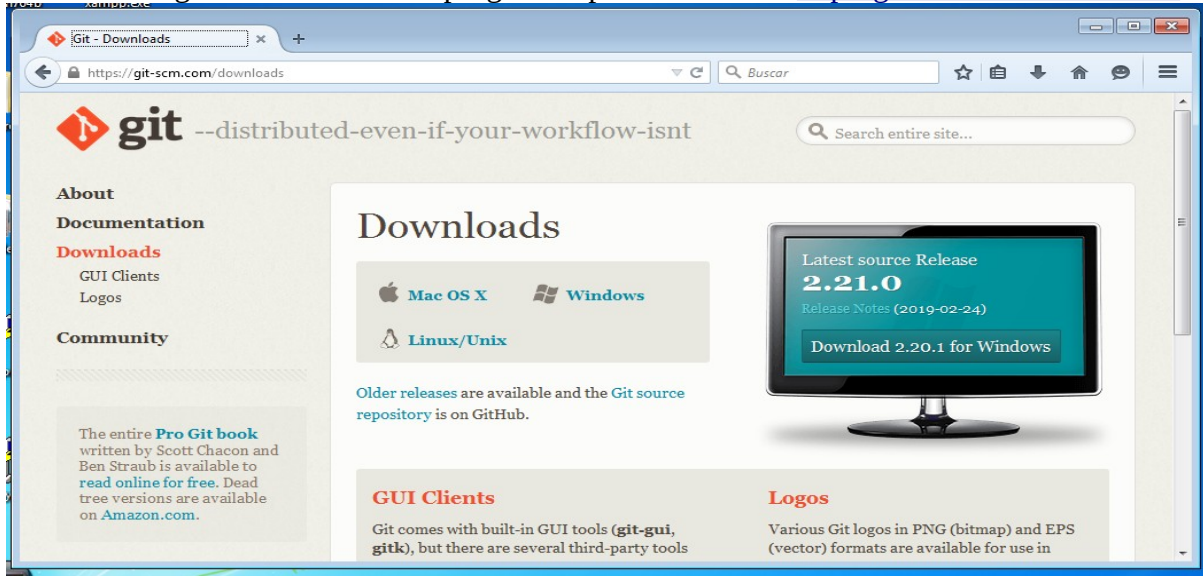 xampp.exe
Git - Downloads
https://git-scm.com/downloads
Buscar
git --distributed-even-if-your-workflow-isnt
Search entire site...
About
Documentation
Downloads
GUI Clients
Logos
Community
The entire Pro Git book
written by Scott Chacon and
Ben Straub is available to
read online for free. Dead
tree versions are available
on Amazon.com.
Downloads
Mac OS X
Windows
Linux/Unix
Older releases are available and the Git source
repository is on GitHub.
Latest source Release
2.21.0
Release Notes (2019-02-24)
Download 2.20.1 for Windows
GUI Clients
Git comes with built-in GUI tools (git-gui,
gitk), but there are several third-party tools
Logos
Various Git logos in PNG (bitmap) and EPS
(vector) formats are available for use in